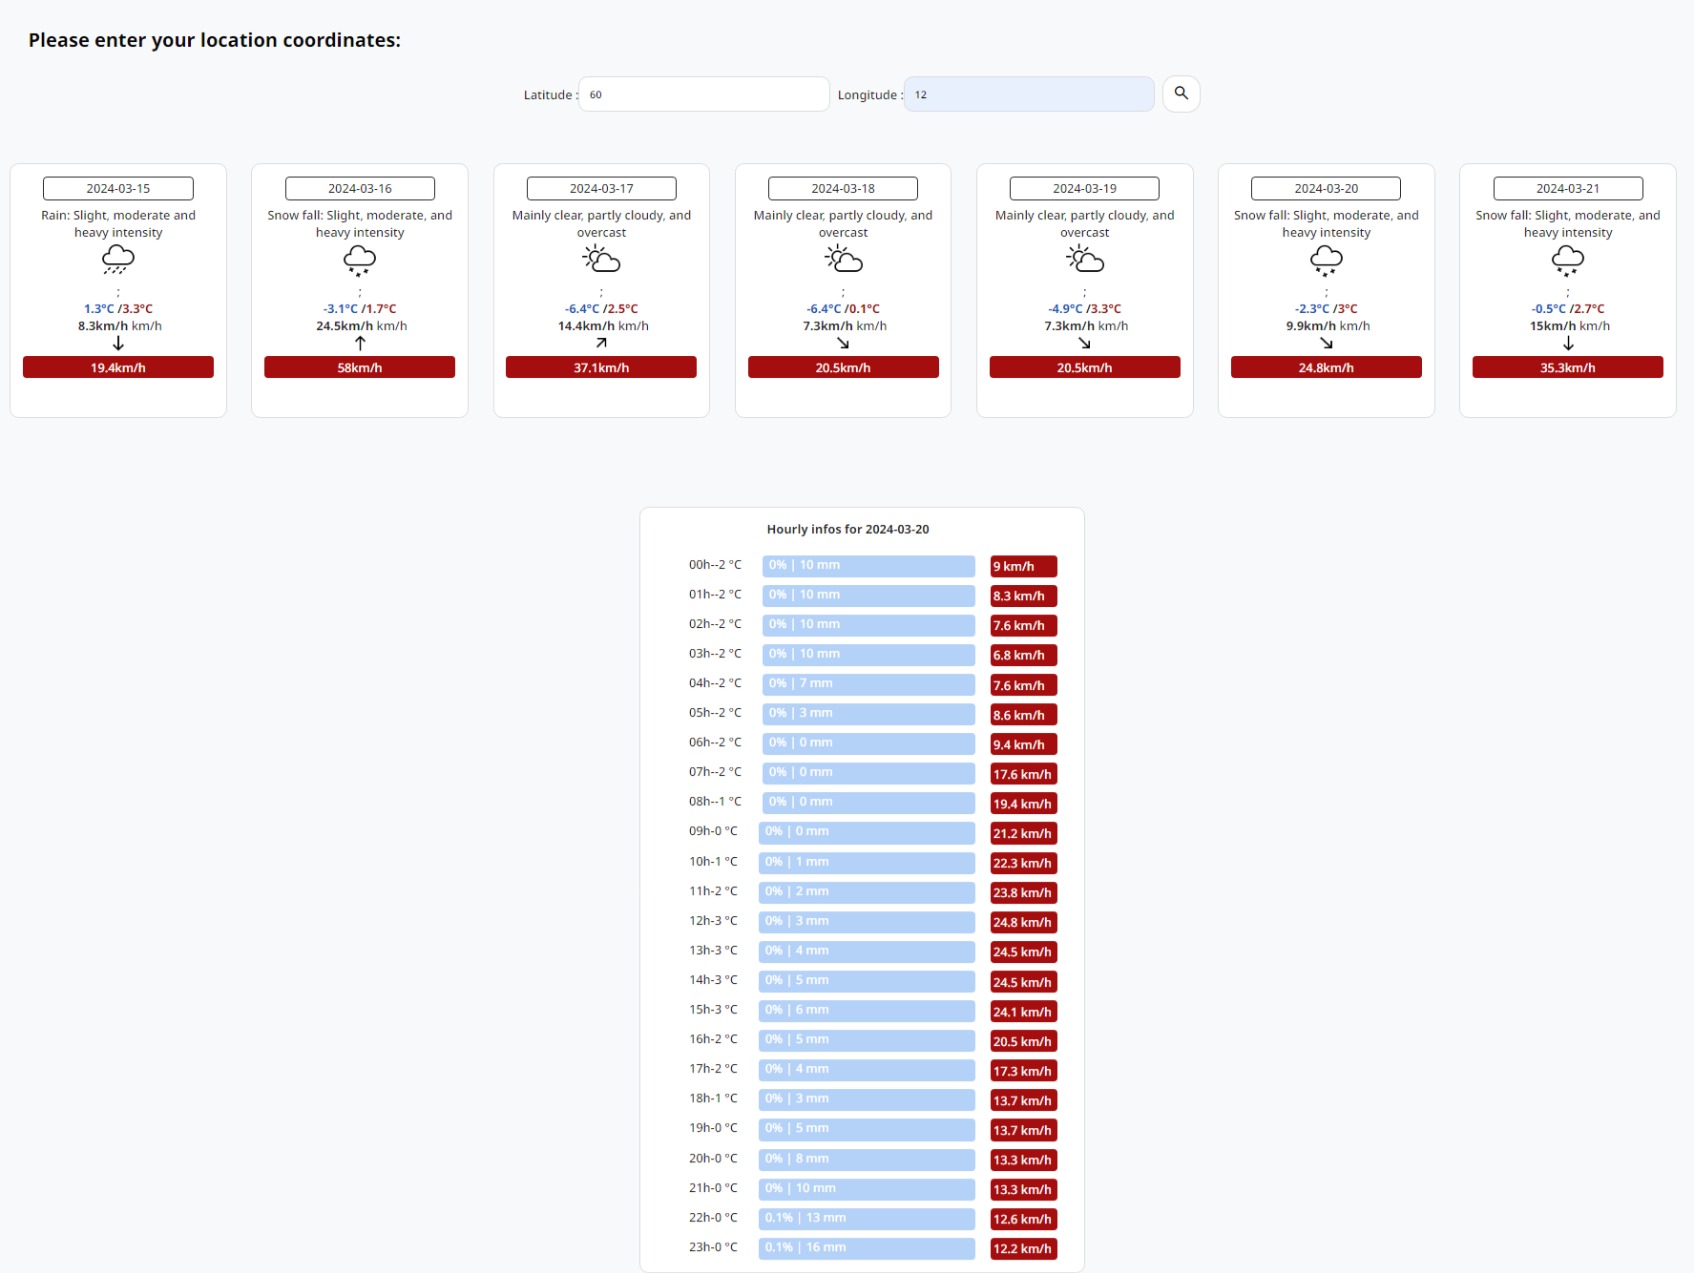 Please enter your location coordinates:
Latitude : 60 Longitude : 12
2024-03-15
Rain: Slight, moderate and
heavy intensity
;
1.3°C /3.3°C
8.3km/h km/h
19.4km/h
2024-03-16
Snow fall: Slight, moderate, and
heavy intensity
;
-3.1°C /1.7°C
24.5km/h km/h
58km/h
2024-03-17
Mainly clear, partly cloudy, and
overcast
;
-6.4°C /2.5°C
14.4km/h km/h
37.1km/h
2024-03-18
Mainly clear, partly cloudy, and
overcast
;
-6.4°C /0.1°C
7.3km/h km/h
20.5km/h
2024-03-19
Mainly clear, partly cloudy, and
overcast
;
-4.9°C /3.3°C
7.3km/h km/h
20.5km/h
2024-03-20
Snow fall: Slight, moderate, and
heavy intensity
;
-2.3°C /3°C
9.9km/h km/h
24.8km/h
2024-03-21
Snow fall: Slight, moderate, and
heavy intensity
;
-0.5°C /2.7°C
15km/h km/h
35.3km/h
Hourly infos for 2024-03-20
00h--2 °C 0% | 10 mm 9 km/h
01h--2 °C 0% | 10 mm 8.3 km/h
02h--2 °C 0% | 10 mm 7.6 km/h
03h--2 °C 0% | 10 mm 6.8 km/h
04h--2 °C 0% | 7 mm 7.6 km/h
05h--2 °C 0% | 3 mm 8.6 km/h
06h--2 °C 0% | 0 mm 9.4 km/h
07h--2 °C 0% | 0 mm 17.6 km/h
08h--1 °C 0% | 0 mm 19.4 km/h
09h-0 °C 0% | 0 mm 21.2 km/h
10h-1 °C 0% | 1 mm 22.3 km/h
11h-2 °C 0% | 2 mm 23.8 km/h
12h-3 °C 0% | 3 mm 24.8 km/h
13h-3 °C 0% | 4 mm 24.5 km/h
14h-3 °C 0% | 5 mm 24.5 km/h
15h-3 °C 0% | 6 mm 24.1 km/h
16h-2 °C 0% | 5 mm 20.5 km/h
17h-2 °C 0% | 4 mm 17.3 km/h
18h-1 °C 0% | 3 mm 13.7 km/h
19h-0 °C 0% | 5 mm 13.7 km/h
20h-0 °C 0% | 8 mm 13.3 km/h
21h-0 °C 0% | 10 mm 13.3 km/h
22h-0 °C 0.1% | 13 mm 12.6 km/h
23h-0 °C 0.1% | 16 mm 12.2 km/h